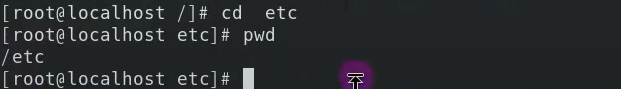 [root@localhost /]# cd  etc
[root@localhost etc]# pwd
/etc
[root@localhost etc]#